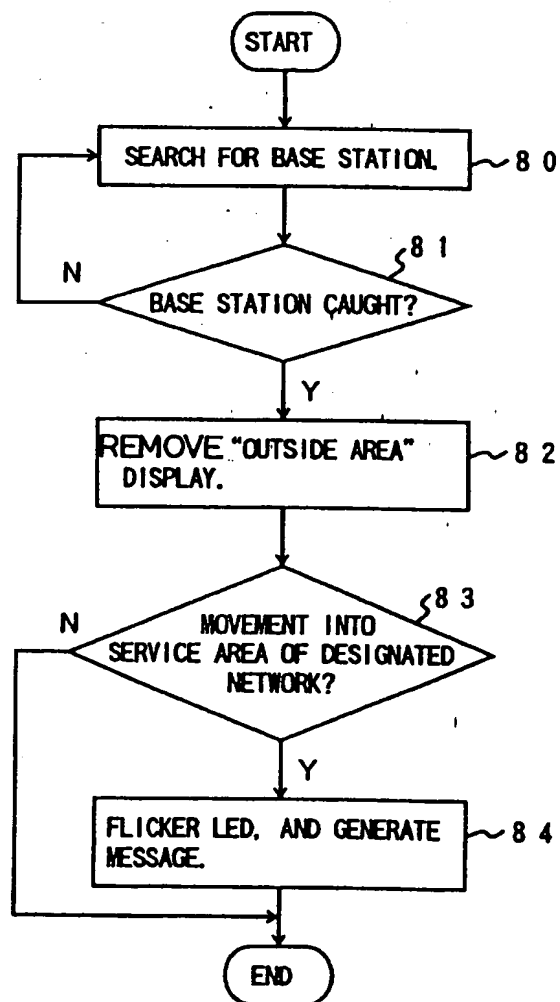 START
SEARCH FOR BASE STATION.
80
81
N
BASE STATION CAUGHT?
Y
REMOVE "OUTSIDE AREA"
DISPLAY.
82
83
N
MOVEMENT INTO
SERVICE AREA OF DESIGNATED
NETWORK?
Y
FLICKER LED, AND GENERATE
MESSAGE.
84
END